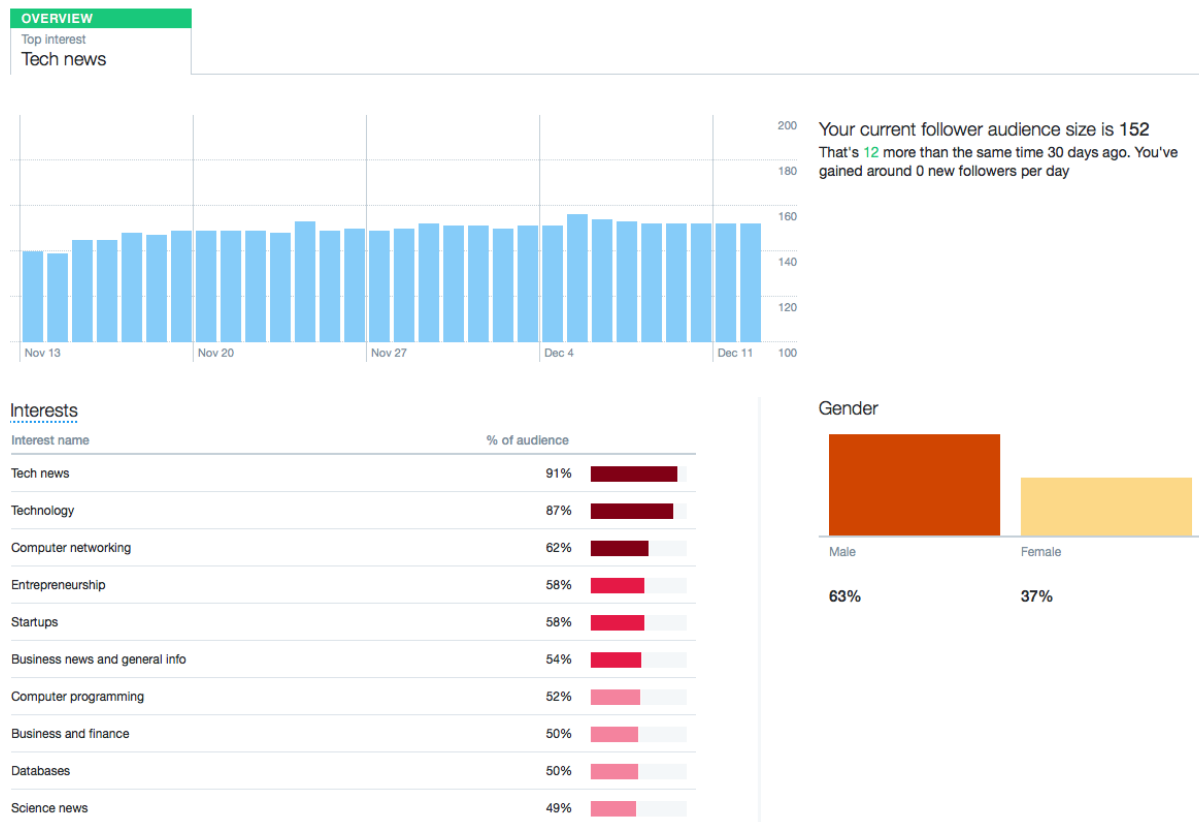 OVERVIEW
Top interest
Tech news
200
180
160
140
120
100
Nov 13 Nov 20 Nov 27 Dec 4 Dec 11
Your current follower audience size is 152
That's 12 more than the same time 30 days ago. You've
gained around 0 new followers per day
Interests
Interest name % of audience
Tech news 91%
Technology 87%
Computer networking 62%
Entrepreneurship 58%
Startups 58%
Business news and general info 54%
Computer programming 52%
Business and finance 50%
Databases 50%
Science news 49%
Gender
Male Female
63% 37%